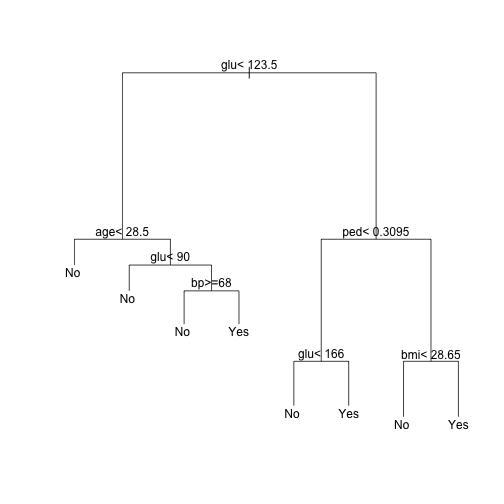 glu< 123.5
age< 28.5
ped< 0.3095
glu< 90
No
bp>=68
No
No
Yes
glu< 166
bmi< 28.65
No
Yes
No
Yes